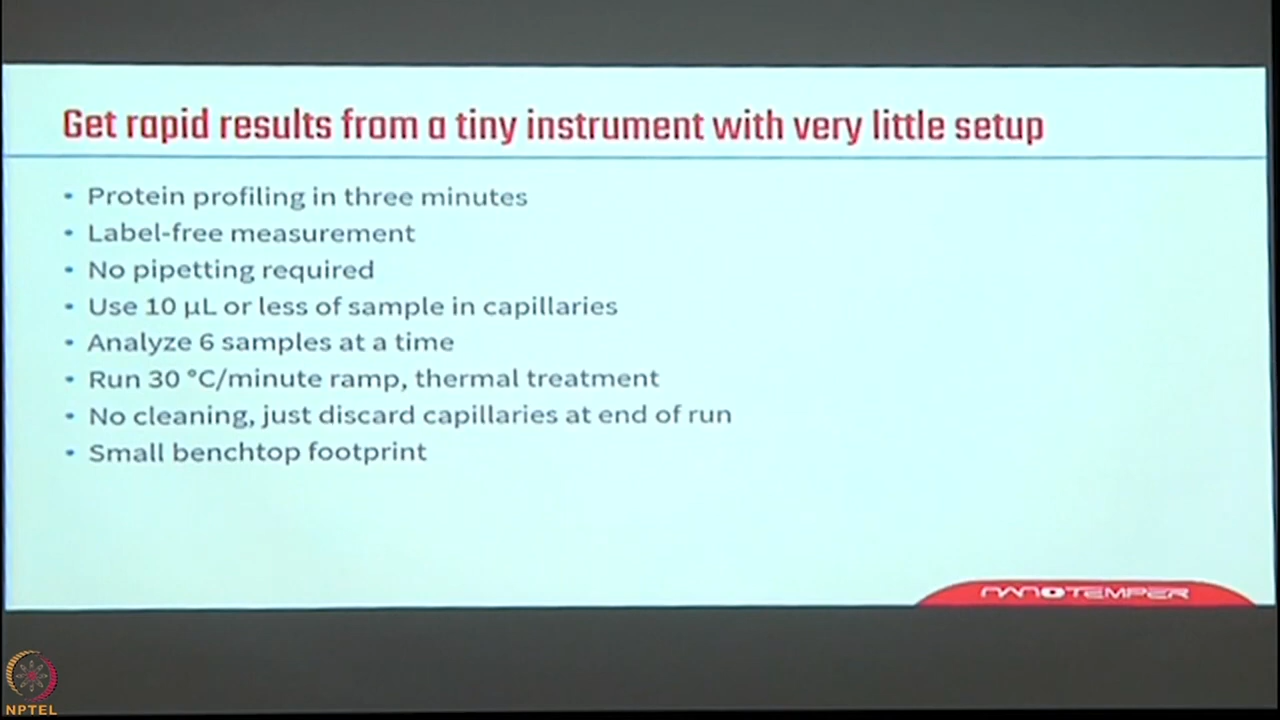 Get rapid results from a tiny instrument with very little setup
• Protein profiling in three minutes
• Label-free measurement
• No pipetting required
• Use 10 µL or less of sample in capillaries
• Analyze 6 samples at a time
• Run 30 °C/minute ramp, thermal treatment
• No cleaning, just discard capillaries at end of run
• Small benchtop footprint
NANOTEMPER
NPTEL